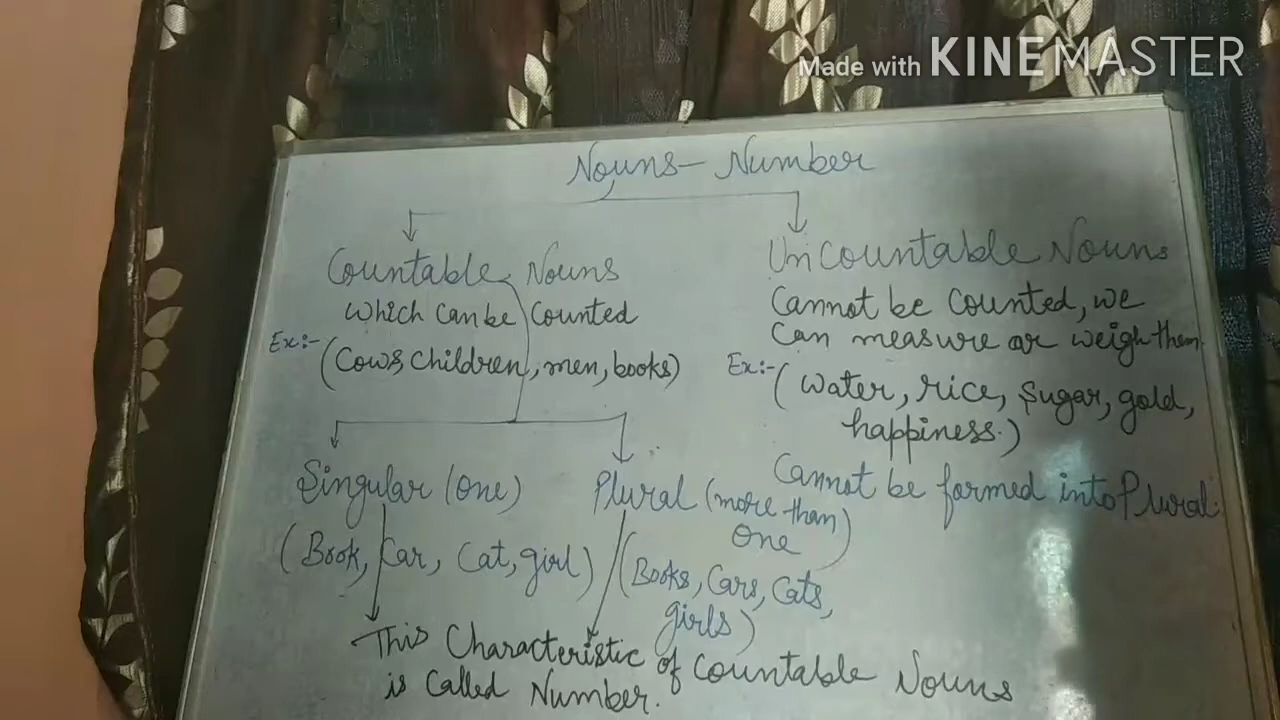 Made with KINEMASTER
Nouns - Number
Countable Nouns
which can be counted
Ex:- (Cows, Children, men, books)
Uncountable Nouns
Cannot be Counted, we
Can measure or weigh them.
Ex:- (Water, rice, Sugar, gold,
happiness.)
Cannot be formed into Plural.
Singular (One)
(Book, Car, Cat, girl)
Plural (more than
One)
(Books, Cars, Cats,
girls)
This Characteristic of Countable Nouns
is Called Number.